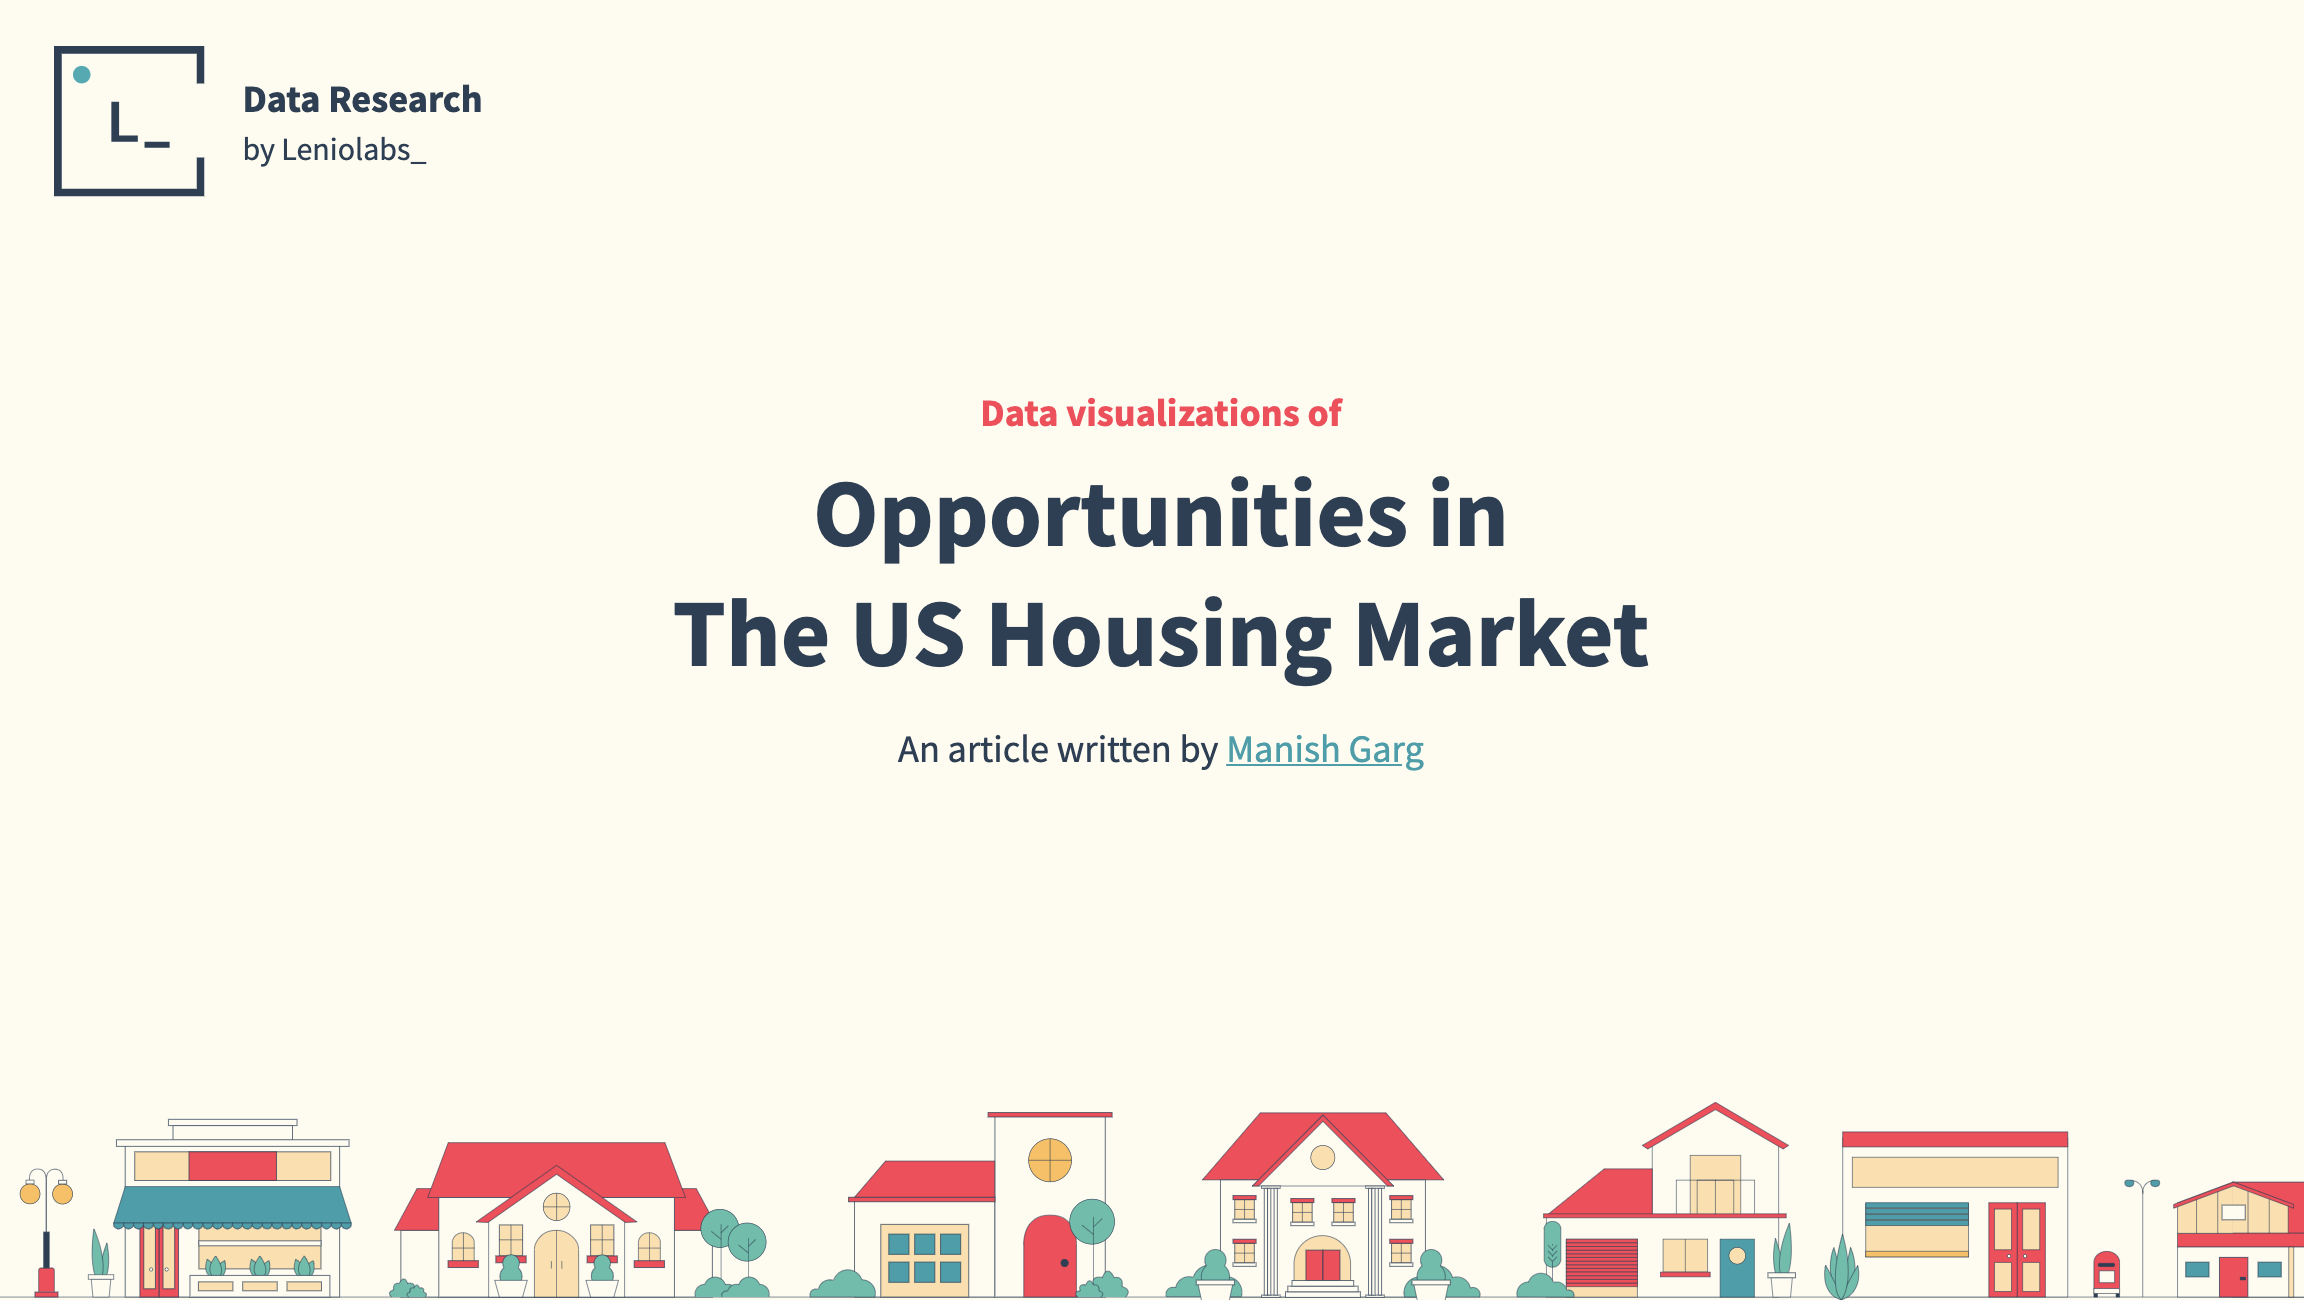 L_
Data Research
by Leniolabs_
Data visualizations of
Opportunities in
The US Housing Market
An article written by Manish Garg